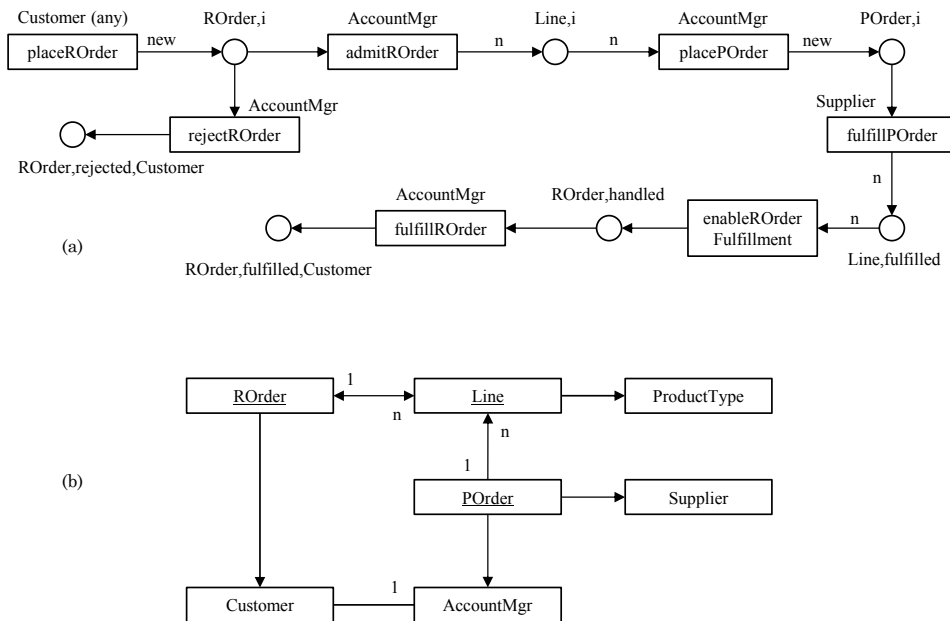 Customer (any)
ROrder,i
AccountMgr
Line,i
AccountMgr
POrder,i
placeROrder
new
admitROrder
n
n
placePOrder
new
AccountMgr
Supplier
rejectROrder
fulfillPOrder
ROrder,rejected,Customer
n
AccountMgr
ROrder,handled
fulfillROrder
enableROrder
Fulfillment
n
(a)
ROrder,fulfilled,Customer
Line,fulfilled
ROrder
1
n
Line
ProductType
n
1
(b)
POrder
Supplier
Customer
1
AccountMgr